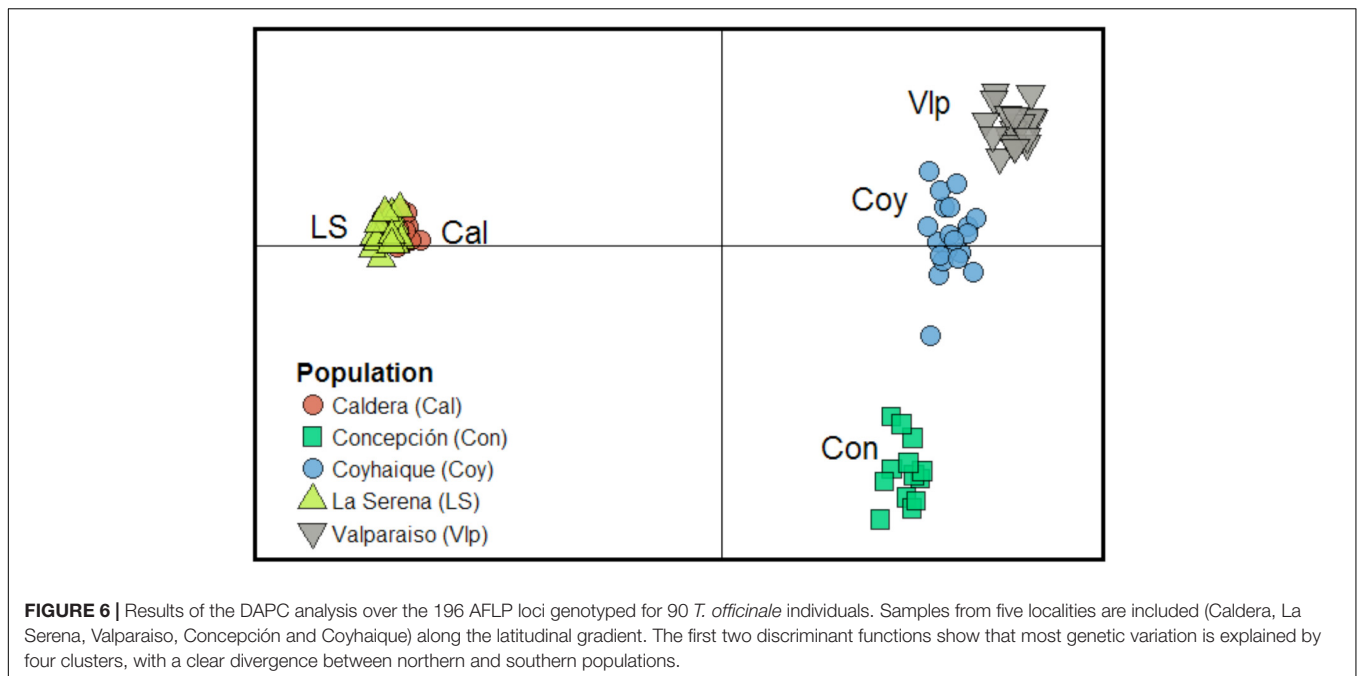 Vlp
Coy
LS
Cal
Con
Population
Caldera (Cal)
Concepción (Con)
Coyhaique (Coy)
La Serena (LS)
Valparaiso (Vlp)
FIGURE 6 | Results of the DAPC analysis over the 196 AFLP loci genotyped for 90 T. officinale individuals. Samples from five localities are included (Caldera, La
Serena, Valparaiso, Concepción and Coyhaique) along the latitudinal gradient. The first two discriminant functions show that most genetic variation is explained by
four clusters, with a clear divergence between northern and southern populations.